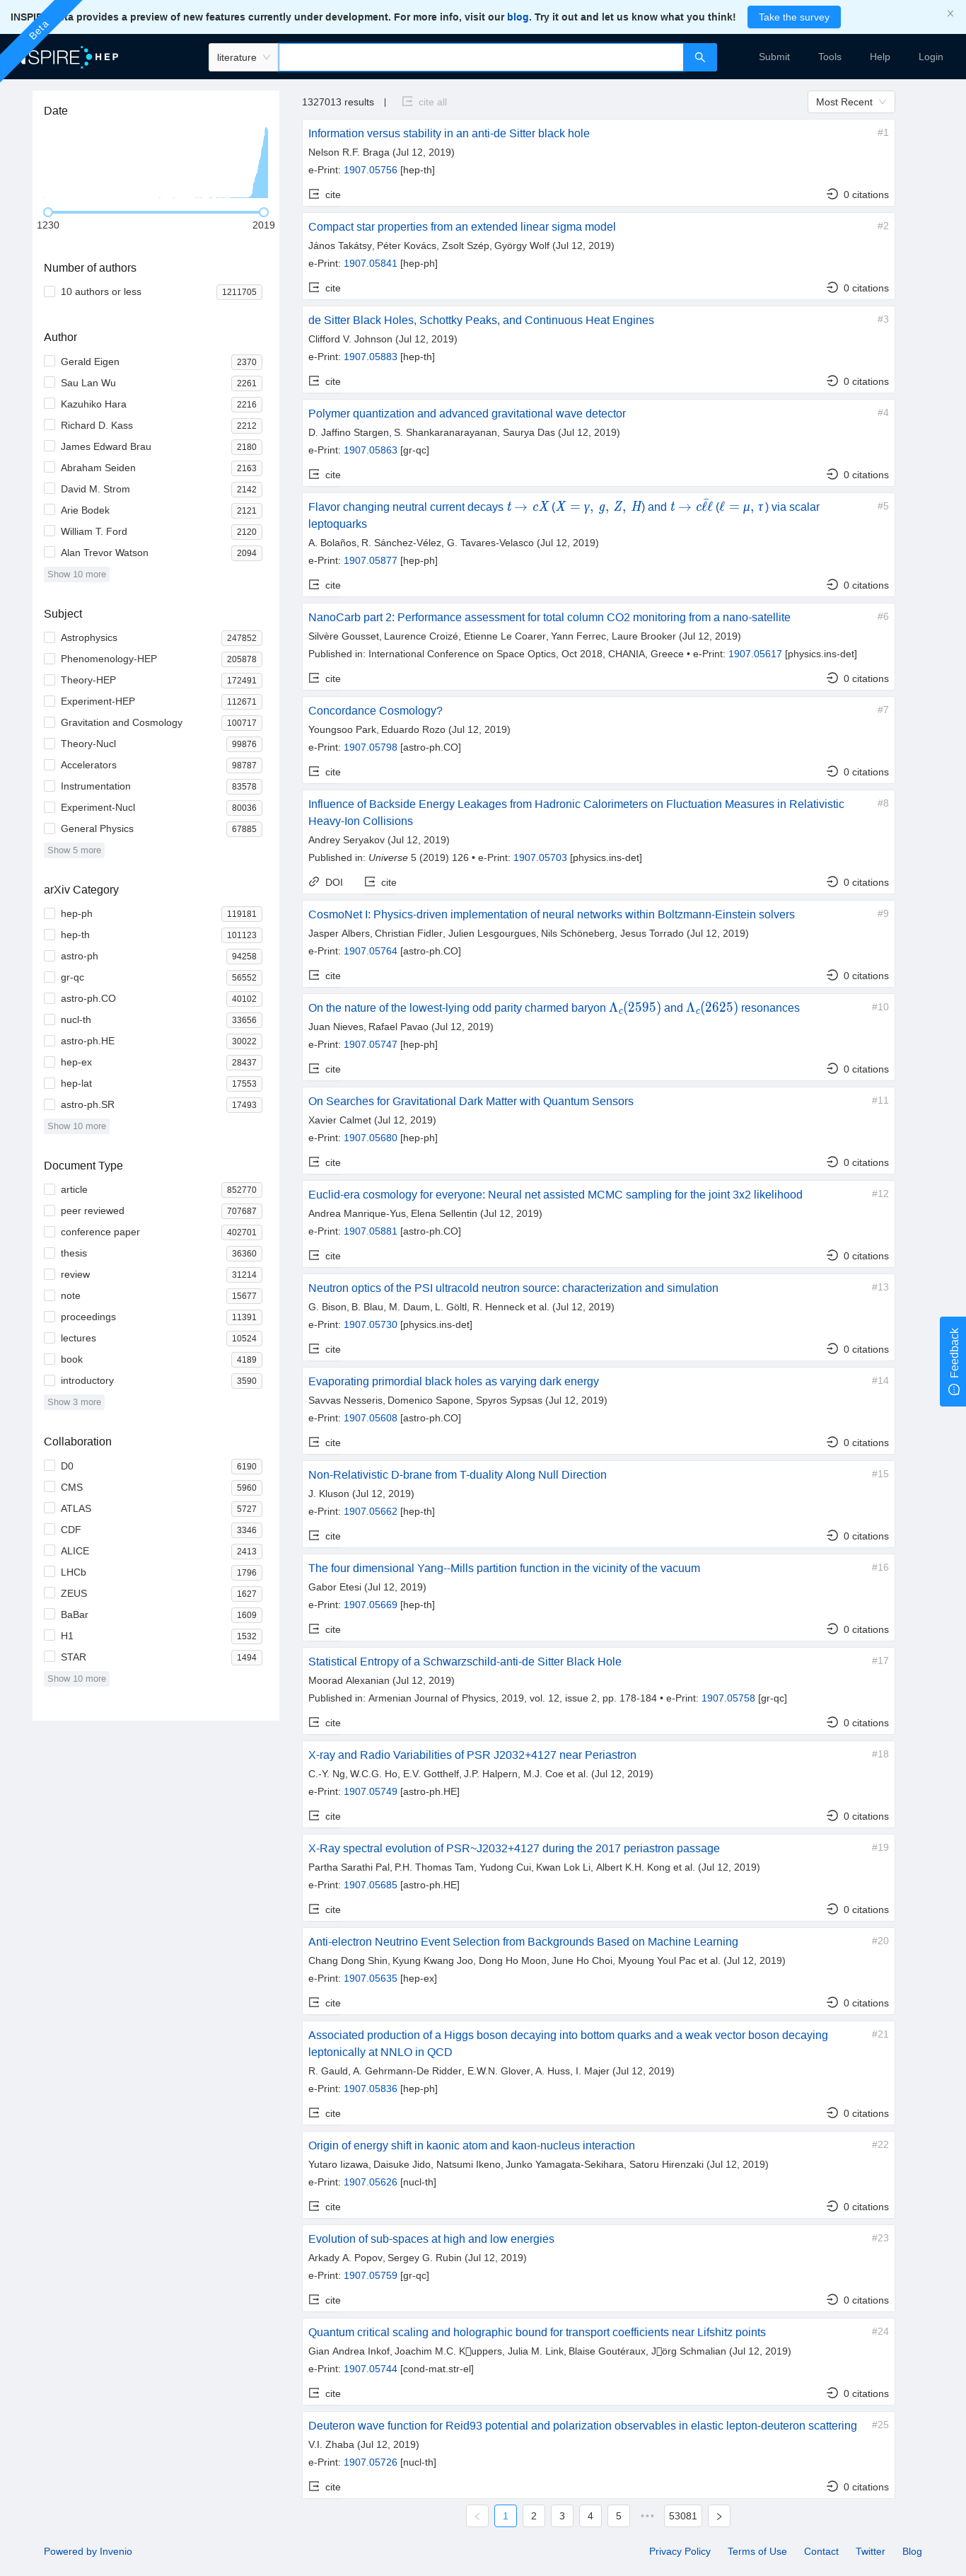 INSPIRE beta provides a preview of new features currently under development. For more info, visit our blog. Try it out and let us know what you think!
Take the survey
Beta
INSPIRE HEP
literature
Submit
Tools
Help
Login
Date
1230
2019
Number of authors
10 authors or less 1211705
Author
Gerald Eigen 2370
Sau Lan Wu 2261
Kazuhiko Hara 2216
Richard D. Kass 2212
James Edward Brau 2180
Abraham Seiden 2163
David M. Strom 2142
Arie Bodek 2121
William T. Ford 2120
Alan Trevor Watson 2094
Show 10 more
Subject
Astrophysics 247852
Phenomenology-HEP 205878
Theory-HEP 172491
Experiment-HEP 112671
Gravitation and Cosmology 100717
Theory-Nucl 99876
Accelerators 98787
Instrumentation 83578
Experiment-Nucl 80036
General Physics 67885
Show 5 more
arXiv Category
hep-ph 119181
hep-th 101123
astro-ph 94258
gr-qc 56552
astro-ph.CO 40102
nucl-th 33656
astro-ph.HE 30022
hep-ex 28437
hep-lat 17553
astro-ph.SR 17493
Show 10 more
Document Type
article 852770
peer reviewed 707687
conference paper 402701
thesis 36360
review 31214
note 15677
proceedings 11391
lectures 10524
book 4189
introductory 3590
Show 3 more
Collaboration
D0 6190
CMS 5960
ATLAS 5727
CDF 3346
ALICE 2413
LHCb 1796
ZEUS 1627
BaBar 1609
H1 1532
STAR 1494
Show 10 more
1327013 results | cite all
Most Recent
Information versus stability in an anti-de Sitter black hole #1
Nelson R.F. Braga (Jul 12, 2019)
e-Print: 1907.05756 [hep-th]
cite 0 citations
Compact star properties from an extended linear sigma model #2
János Takátsy, Péter Kovács, Zsolt Szép, György Wolf (Jul 12, 2019)
e-Print: 1907.05841 [hep-ph]
cite 0 citations
de Sitter Black Holes, Schottky Peaks, and Continuous Heat Engines #3
Clifford V. Johnson (Jul 12, 2019)
e-Print: 1907.05883 [hep-th]
cite 0 citations
Polymer quantization and advanced gravitational wave detector #4
D. Jaffino Stargen, S. Shankaranarayanan, Saurya Das (Jul 12, 2019)
e-Print: 1907.05863 [gr-qc]
cite 0 citations
Flavor changing neutral current decays t → cX (X = γ, g, Z, H) and t → cℓ̄ℓ (ℓ = μ, τ) via scalar #5
leptoquarks
A. Bolaños, R. Sánchez-Vélez, G. Tavares-Velasco (Jul 12, 2019)
e-Print: 1907.05877 [hep-ph]
cite 0 citations
NanoCarb part 2: Performance assessment for total column CO2 monitoring from a nano-satellite #6
Silvère Gousset, Laurence Croizé, Etienne Le Coarer, Yann Ferrec, Laure Brooker (Jul 12, 2019)
Published in: International Conference on Space Optics, Oct 2018, CHANIA, Greece • e-Print: 1907.05617 [physics.ins-det]
cite 0 citations
Concordance Cosmology? #7
Youngsoo Park, Eduardo Rozo (Jul 12, 2019)
e-Print: 1907.05798 [astro-ph.CO]
cite 0 citations
Influence of Backside Energy Leakages from Hadronic Calorimeters on Fluctuation Measures in Relativistic #8
Heavy-Ion Collisions
Andrey Seryakov (Jul 12, 2019)
Published in: Universe 5 (2019) 126 • e-Print: 1907.05703 [physics.ins-det]
DOI cite 0 citations
CosmoNet I: Physics-driven implementation of neural networks within Boltzmann-Einstein solvers #9
Jasper Albers, Christian Fidler, Julien Lesgourgues, Nils Schöneberg, Jesus Torrado (Jul 12, 2019)
e-Print: 1907.05764 [astro-ph.CO]
cite 0 citations
On the nature of the lowest-lying odd parity charmed baryon Λc(2595) and Λc(2625) resonances #10
Juan Nieves, Rafael Pavao (Jul 12, 2019)
e-Print: 1907.05747 [hep-ph]
cite 0 citations
On Searches for Gravitational Dark Matter with Quantum Sensors #11
Xavier Calmet (Jul 12, 2019)
e-Print: 1907.05680 [hep-ph]
cite 0 citations
Euclid-era cosmology for everyone: Neural net assisted MCMC sampling for the joint 3x2 likelihood #12
Andrea Manrique-Yus, Elena Sellentin (Jul 12, 2019)
e-Print: 1907.05881 [astro-ph.CO]
cite 0 citations
Neutron optics of the PSI ultracold neutron source: characterization and simulation #13
G. Bison, B. Blau, M. Daum, L. Göltl, R. Henneck et al. (Jul 12, 2019)
e-Print: 1907.05730 [physics.ins-det]
cite 0 citations
Evaporating primordial black holes as varying dark energy #14
Savvas Nesseris, Domenico Sapone, Spyros Sypsas (Jul 12, 2019)
e-Print: 1907.05608 [astro-ph.CO]
cite 0 citations
Non-Relativistic D-brane from T-duality Along Null Direction #15
J. Kluson (Jul 12, 2019)
e-Print: 1907.05662 [hep-th]
cite 0 citations
The four dimensional Yang--Mills partition function in the vicinity of the vacuum #16
Gabor Etesi (Jul 12, 2019)
e-Print: 1907.05669 [hep-th]
cite 0 citations
Statistical Entropy of a Schwarzschild-anti-de Sitter Black Hole #17
Moorad Alexanian (Jul 12, 2019)
Published in: Armenian Journal of Physics, 2019, vol. 12, issue 2, pp. 178-184 • e-Print: 1907.05758 [gr-qc]
cite 0 citations
X-ray and Radio Variabilities of PSR J2032+4127 near Periastron #18
C.-Y. Ng, W.C.G. Ho, E.V. Gotthelf, J.P. Halpern, M.J. Coe et al. (Jul 12, 2019)
e-Print: 1907.05749 [astro-ph.HE]
cite 0 citations
X-Ray spectral evolution of PSR~J2032+4127 during the 2017 periastron passage #19
Partha Sarathi Pal, P.H. Thomas Tam, Yudong Cui, Kwan Lok Li, Albert K.H. Kong et al. (Jul 12, 2019)
e-Print: 1907.05685 [astro-ph.HE]
cite 0 citations
Anti-electron Neutrino Event Selection from Backgrounds Based on Machine Learning #20
Chang Dong Shin, Kyung Kwang Joo, Dong Ho Moon, June Ho Choi, Myoung Youl Pac et al. (Jul 12, 2019)
e-Print: 1907.05635 [hep-ex]
cite 0 citations
Associated production of a Higgs boson decaying into bottom quarks and a weak vector boson decaying #21
leptonically at NNLO in QCD
R. Gauld, A. Gehrmann-De Ridder, E.W.N. Glover, A. Huss, I. Majer (Jul 12, 2019)
e-Print: 1907.05836 [hep-ph]
cite 0 citations
Origin of energy shift in kaonic atom and kaon-nucleus interaction #22
Yutaro Iizawa, Daisuke Jido, Natsumi Ikeno, Junko Yamagata-Sekihara, Satoru Hirenzaki (Jul 12, 2019)
e-Print: 1907.05626 [nucl-th]
cite 0 citations
Evolution of sub-spaces at high and low energies #23
Arkady A. Popov, Sergey G. Rubin (Jul 12, 2019)
e-Print: 1907.05759 [gr-qc]
cite 0 citations
Quantum critical scaling and holographic bound for transport coefficients near Lifshitz points #24
Gian Andrea Inkof, Joachim M.C. K▯uppers, Julia M. Link, Blaise Goutéraux, J▯örg Schmalian (Jul 12, 2019)
e-Print: 1907.05744 [cond-mat.str-el]
cite 0 citations
Deuteron wave function for Reid93 potential and polarization observables in elastic lepton-deuteron scattering #25
V.I. Zhaba (Jul 12, 2019)
e-Print: 1907.05726 [nucl-th]
cite 0 citations
1 2 3 4 5 ••• 53081
Feedback
Powered by Invenio
Privacy Policy
Terms of Use
Contact
Twitter
Blog